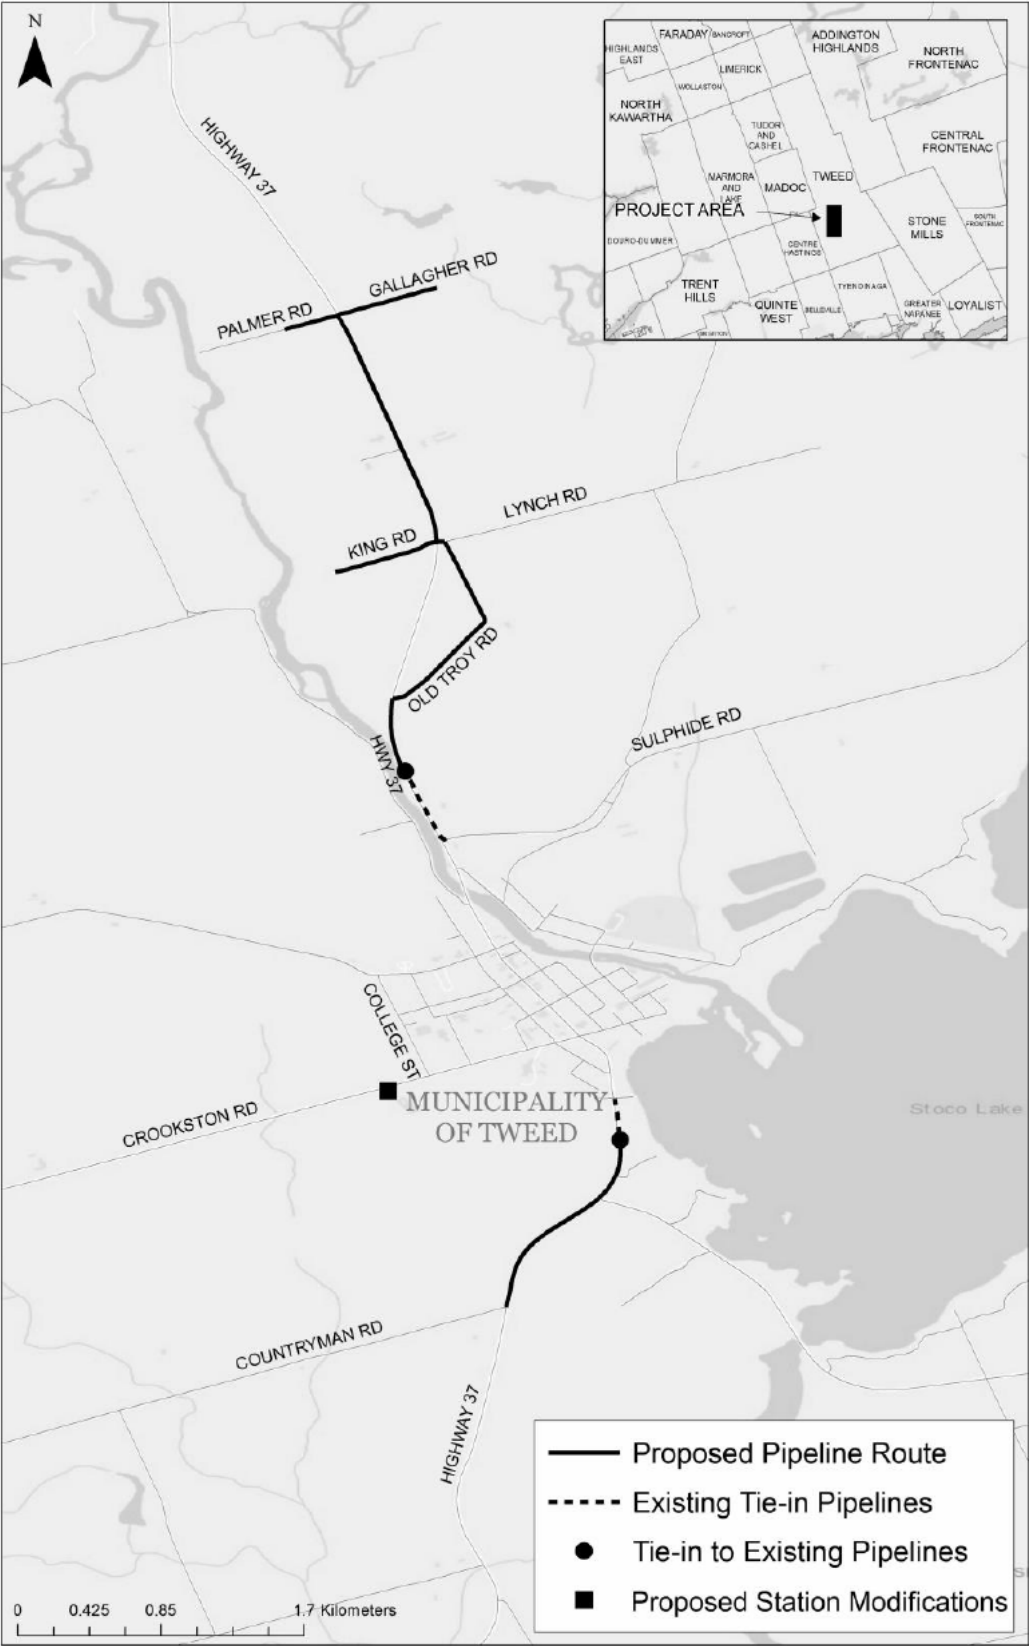 N
HIGHWAY 37
FARADAY
BANCROFT
ADDINGTON
HIGHLANDS
HIGHLANDS
EAST
NORTH
FRONTENAC
LIMERICK
WOLLASTON
NORTH
KAWARTHA
TUDOR
AND
CASHEL
CENTRAL
FRONTENAC
MARMORA
AND
LAKE
MADOC
TWEED
PROJECT AREA
STONE
MILLS
SOUTH
FRONTENAC
DOURO-DUMMER
CENTRE
HASTINGS
TRENT
HILLS
TYENDINAGA
QUINTE
WEST
BELLEVILLE
GREATER
NAPANEE
LOYALIST
PALMER RD
GALLAGHER RD
LYNCH RD
KING RD
OLD TROY RD
SULPHIDE RD
HWY 37
COLLEGE ST
CROOKSTON RD
MUNICIPALITY
OF TWEED
Stoco Lake
COUNTRYMAN RD
HIGHWAY 37
Proposed Pipeline Route
Existing Tie-in Pipelines
Tie-in to Existing Pipelines
Proposed Station Modifications
0 0.425 0.85 1.7 Kilometers